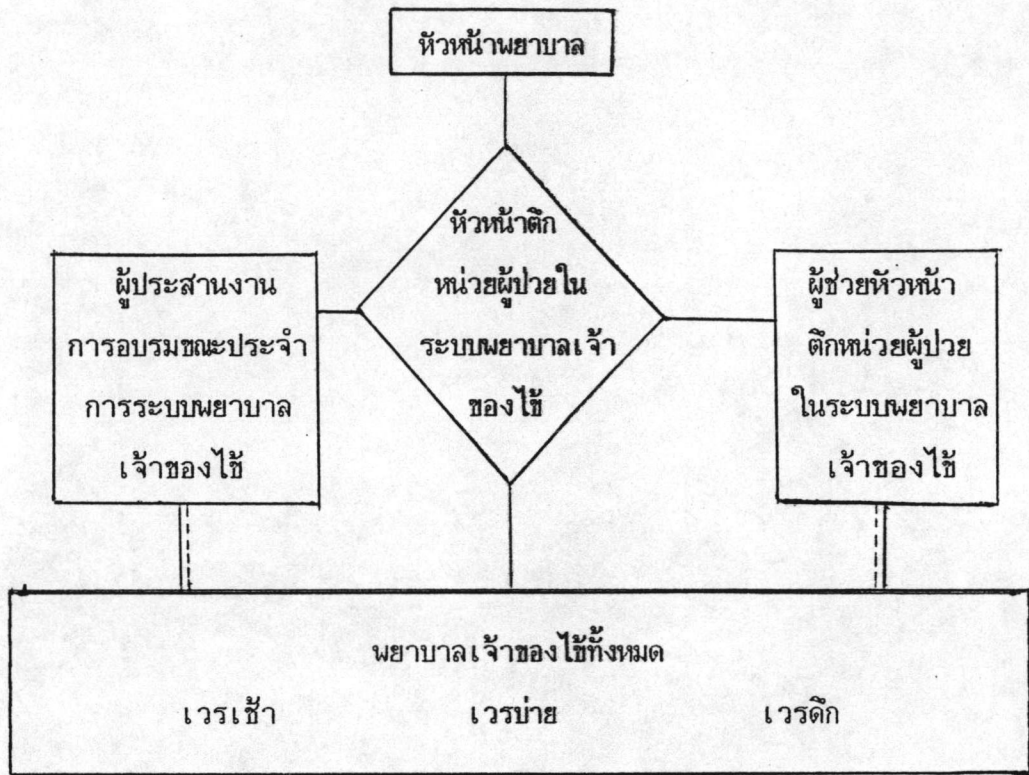 หัวหน้าพยาบาล
หัวหน้าตึก
หน่วยผู้ป่วยใน
ระบบพยาบาลเจ้า
ของไข้
ผู้ประสานงาน
การอบรมขณะประจำ
การระบบพยาบาล
เจ้าของไข้
ผู้ช่วยหัวหน้า
ตึกหน่วยผู้ป่วย
ในระบบพยาบาล
เจ้าของไข้
พยาบาลเจ้าของไข้ทั้งหมด
เวรเช้า เวรบ่าย เวรดึก